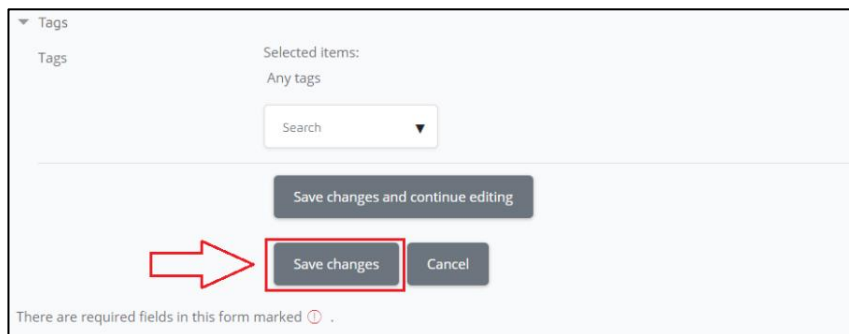 Tags
Tags
Selected items:
Any tags
Search
Save changes and continue editing
Save changes Cancel
There are required fields in this form marked .